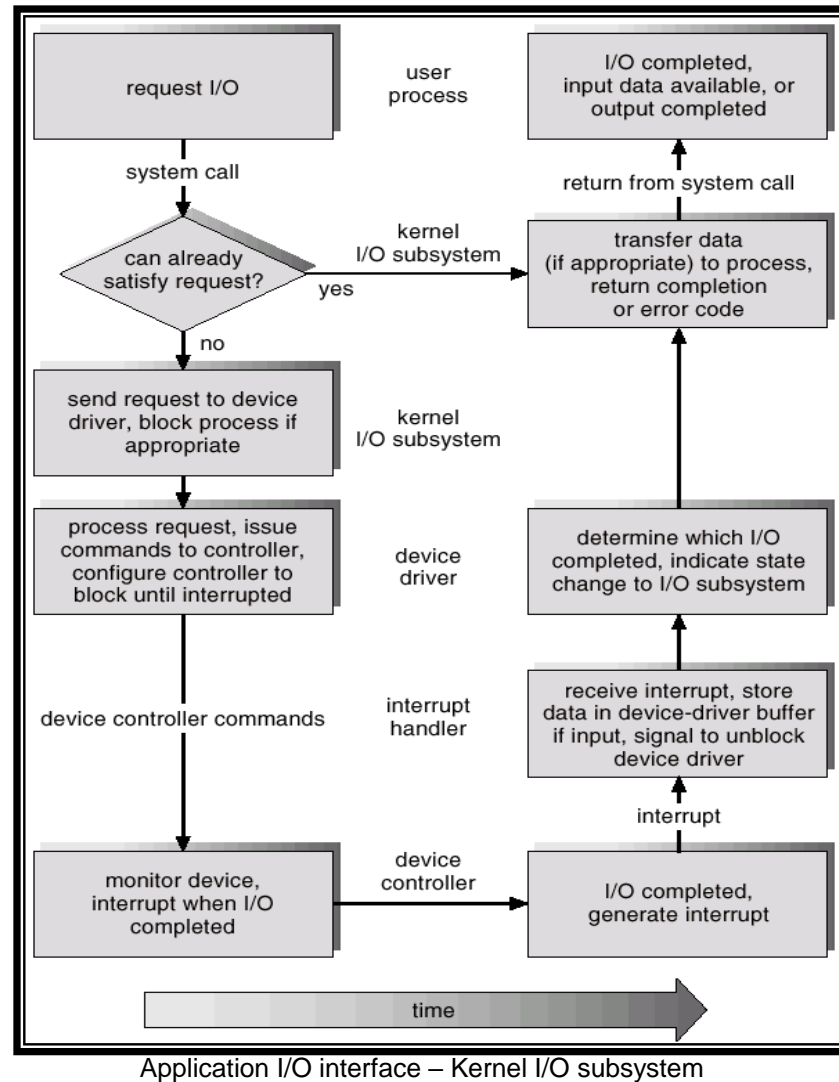 request I/O
user
process
I/O completed,
input data available, or
output completed
system call
return from system call
can already
satisfy request?
kernel
I/O subsystem
yes
transfer data
(if appropriate) to process,
return completion
or error code
no
send request to device
driver, block process if
appropriate
kernel
I/O subsystem
process request, issue
commands to controller,
configure controller to
block until interrupted
device
driver
determine which I/O
completed, indicate state
change to I/O subsystem
device controller commands
interrupt
handler
receive interrupt, store
data in device-driver buffer
if input, signal to unblock
device driver
interrupt
monitor device,
interrupt when I/O
completed
device
controller
I/O completed,
generate interrupt
time
Application I/O interface – Kernel I/O subsystem